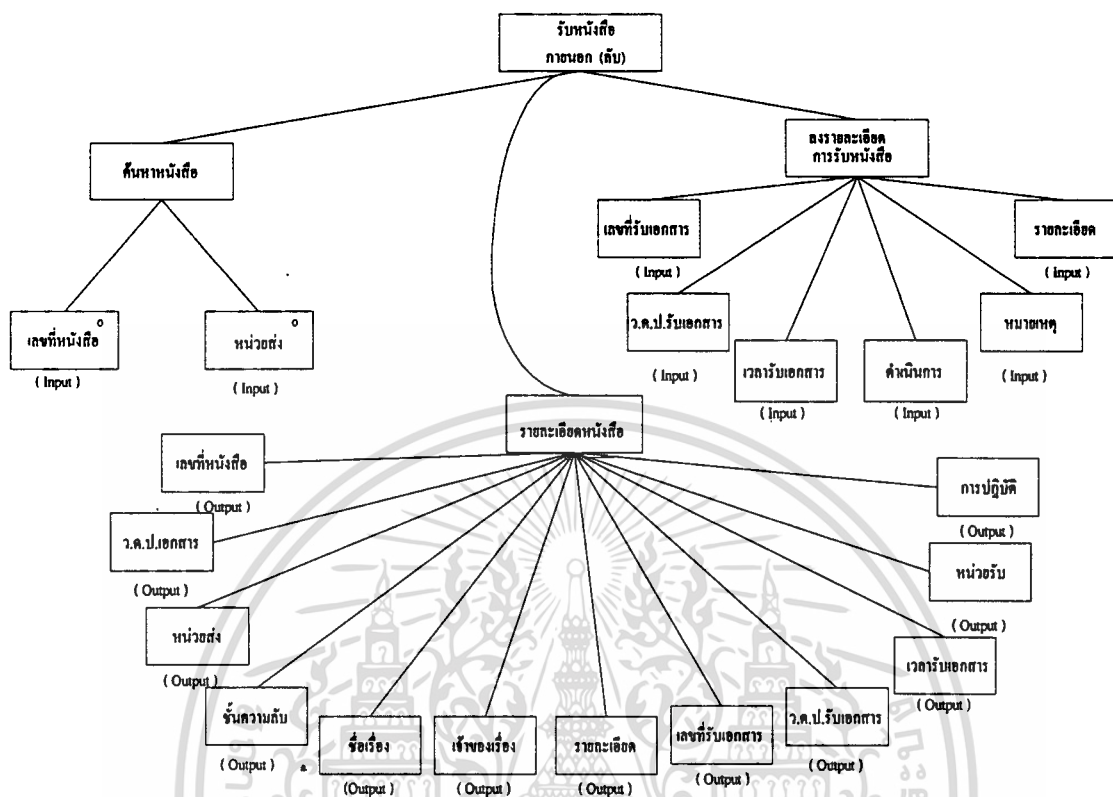 รับหนังสือ
ภายนอก (ลับ)
ค้นหาหนังสือ
เลขที่หนังสือ
( Input )
หน่วยส่ง
( Input )
ลงรายละเอียด
การรับหนังสือ
เลขที่รับเอกสาร
( Input )
ว.ด.ป.รับเอกสาร
( Input )
เวลารับเอกสาร
( Input )
ดำเนินการ
( Input )
หมายเหตุ
( Input )
รายละเอียด
( Input )
รายละเอียดหนังสือ
เลขที่หนังสือ
( Output )
ว.ด.ป.เอกสาร
( Output )
หน่วยส่ง
( Output )
ชั้นความลับ
( Output )
ชื่อเรื่อง
(Output )
เจ้าของเรื่อง
( Output )
รายละเอียด
( Output )
เลขที่รับเอกสาร
( Output )
ว.ด.ป.รับเอกสาร
( Output )
เวลารับเอกสาร
( Output )
หน่วยรับ
( Output )
การปฏิบัติ
( Output )